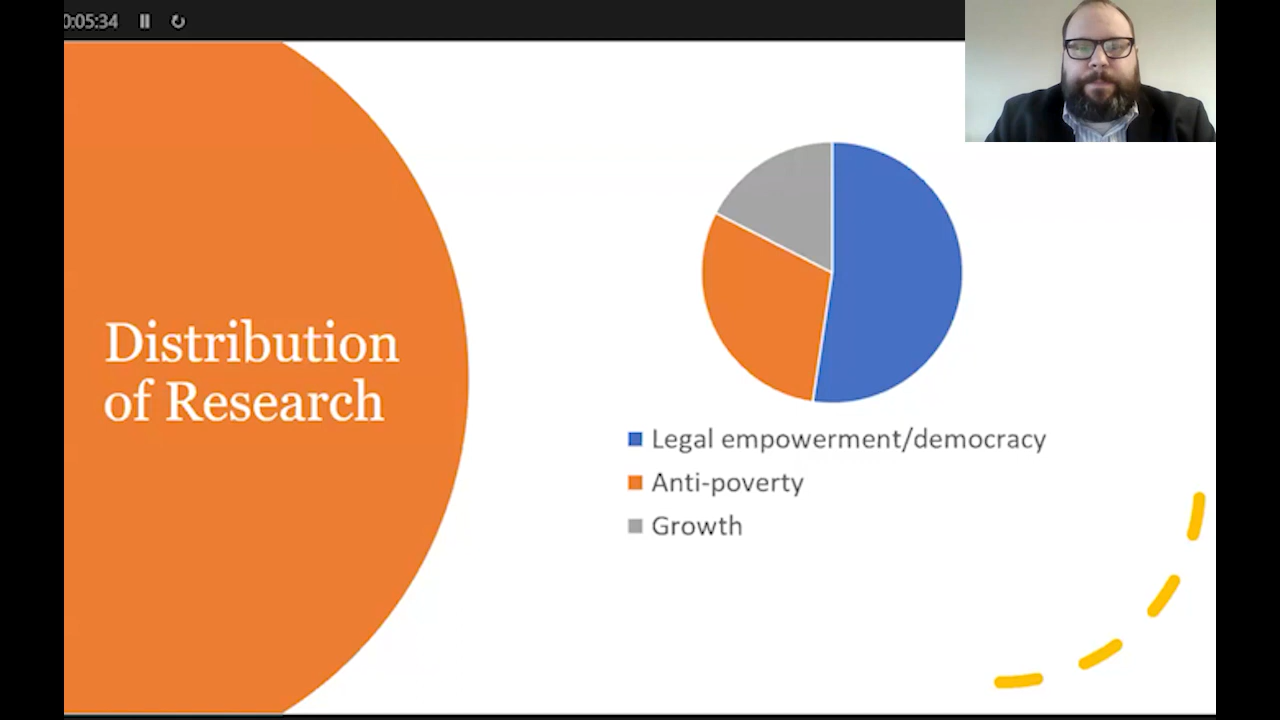 0:05:34
Distribution
of Research
Legal empowerment/democracy
Anti-poverty
Growth